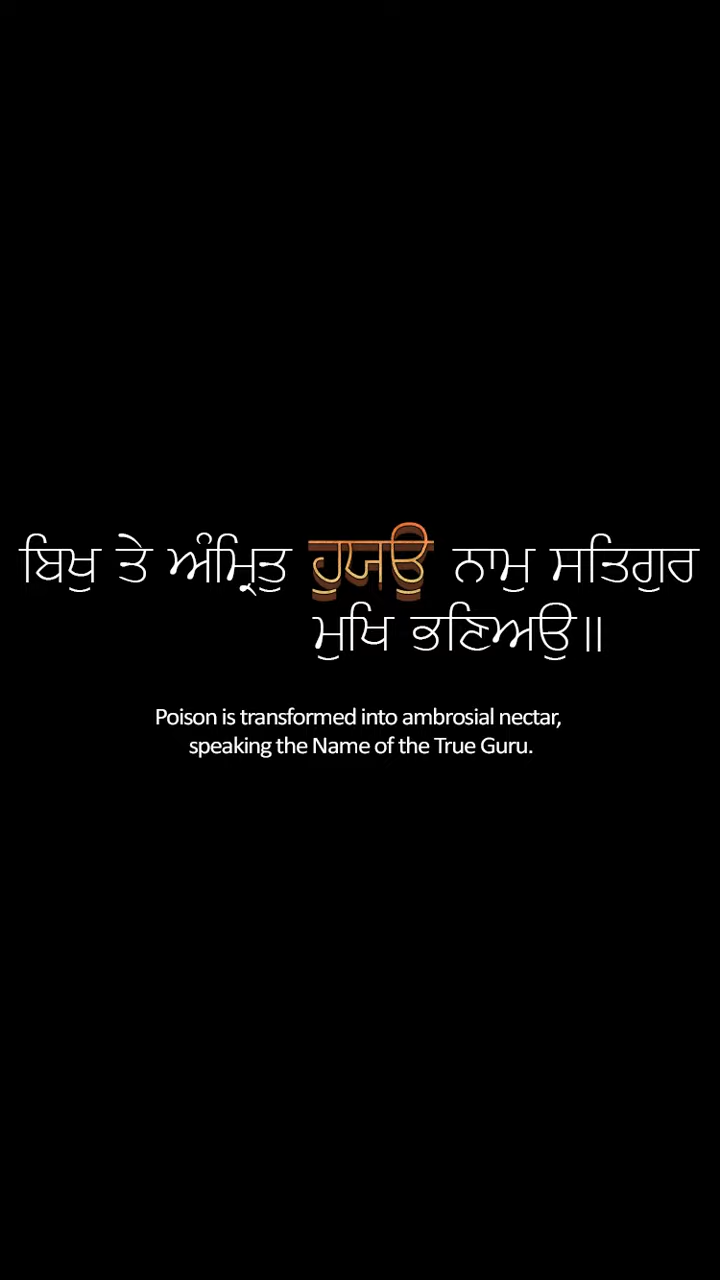 ਬਿਖੁ ਤੇ ਅੰਮ੍ਰਿਤੁ ਹੁਯਉ ਨਾਮੁ ਸਤਿਗੁਰ
ਮੁਖਿ ਭਣਿਅਉ॥
Poison is transformed into ambrosial nectar,
speaking the Name of the True Guru.